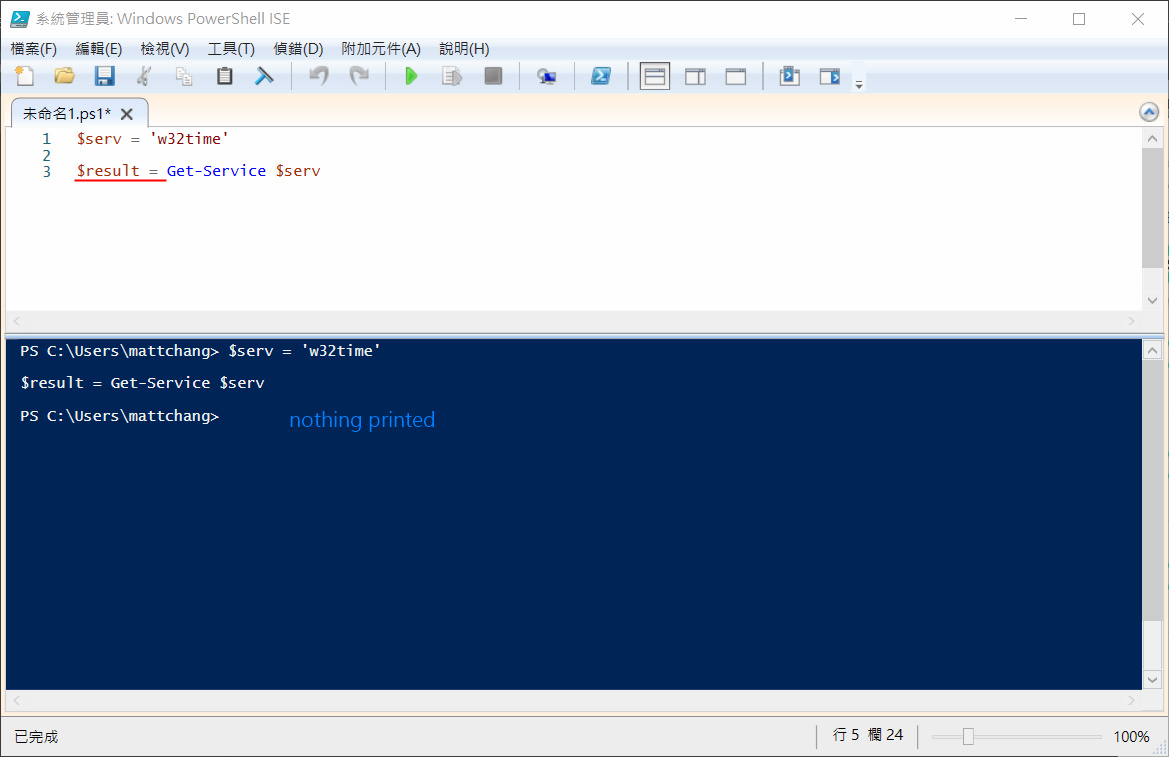 系統管理員: Windows PowerShell ISE
檔案(F) 編輯(E) 檢視(V) 工具(T) 偵錯(D) 附加元件(A) 說明(H)
未命名1.ps1*
1 $serv = 'w32time'
2
3 $result = Get-Service $serv
PS C:\Users\mattchang> $serv = 'w32time'
$result = Get-Service $serv
PS C:\Users\mattchang>
nothing printed
已完成
行 5 欄 24
100%